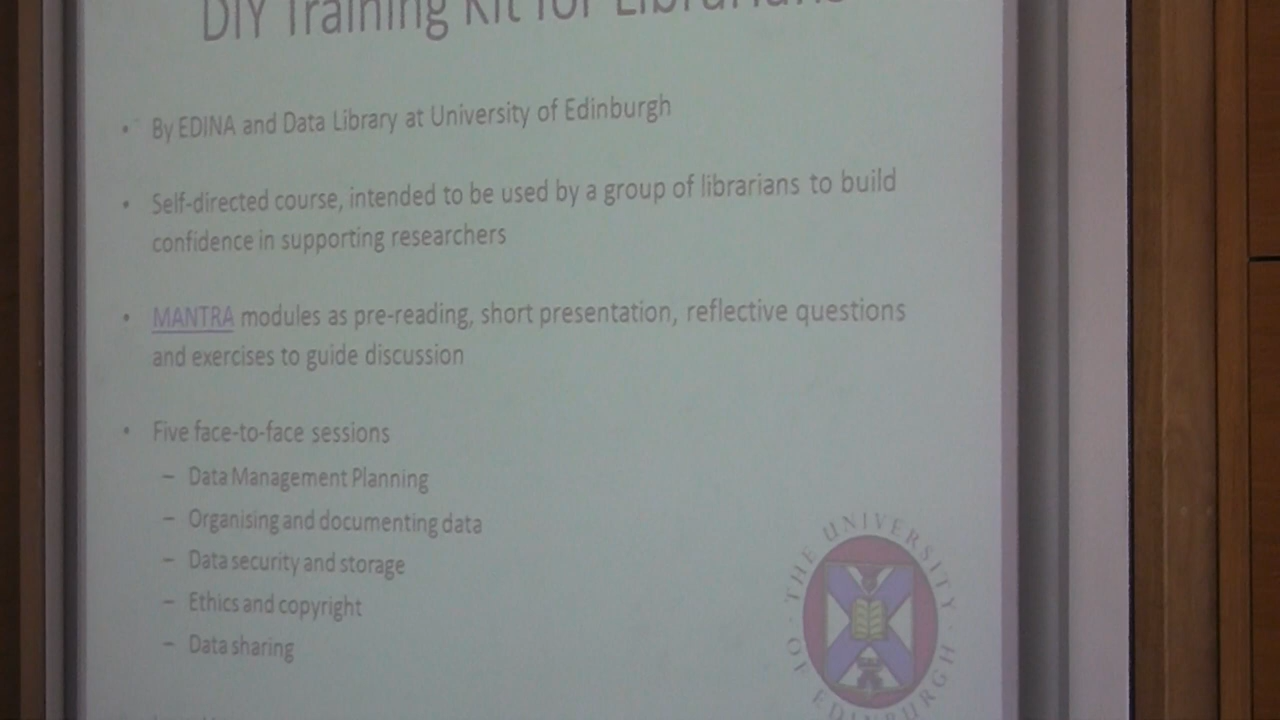 DIY Training Kit for Librarians
• By EDINA and Data Library at University of Edinburgh
• Self-directed course, intended to be used by a group of librarians to build
confidence in supporting researchers
• MANTRA modules as pre-reading, short presentation, reflective questions
and exercises to guide discussion
• Five face-to-face sessions
– Data Management Planning
– Organising and documenting data
– Data security and storage
– Ethics and copyright
– Data sharing
THE UNIVERSITY OF EDINBURGH